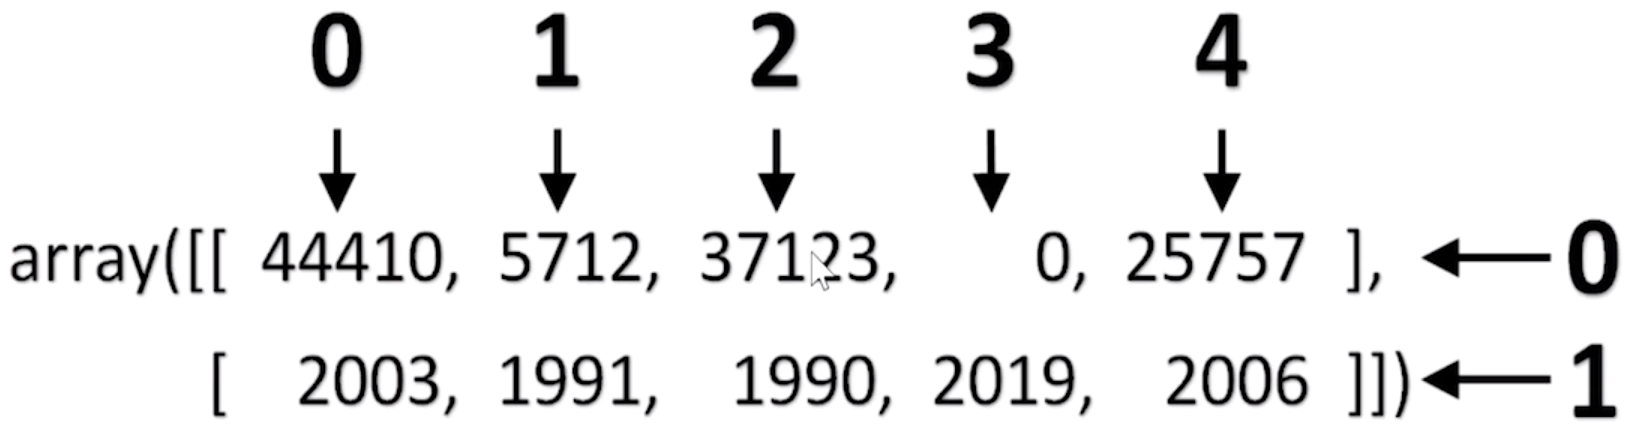 0 1 2 3 4
array([[ 44410, 5712, 37123, 0, 25757 ], 0
[ 2003, 1991, 1990, 2019, 2006 ]]) 1